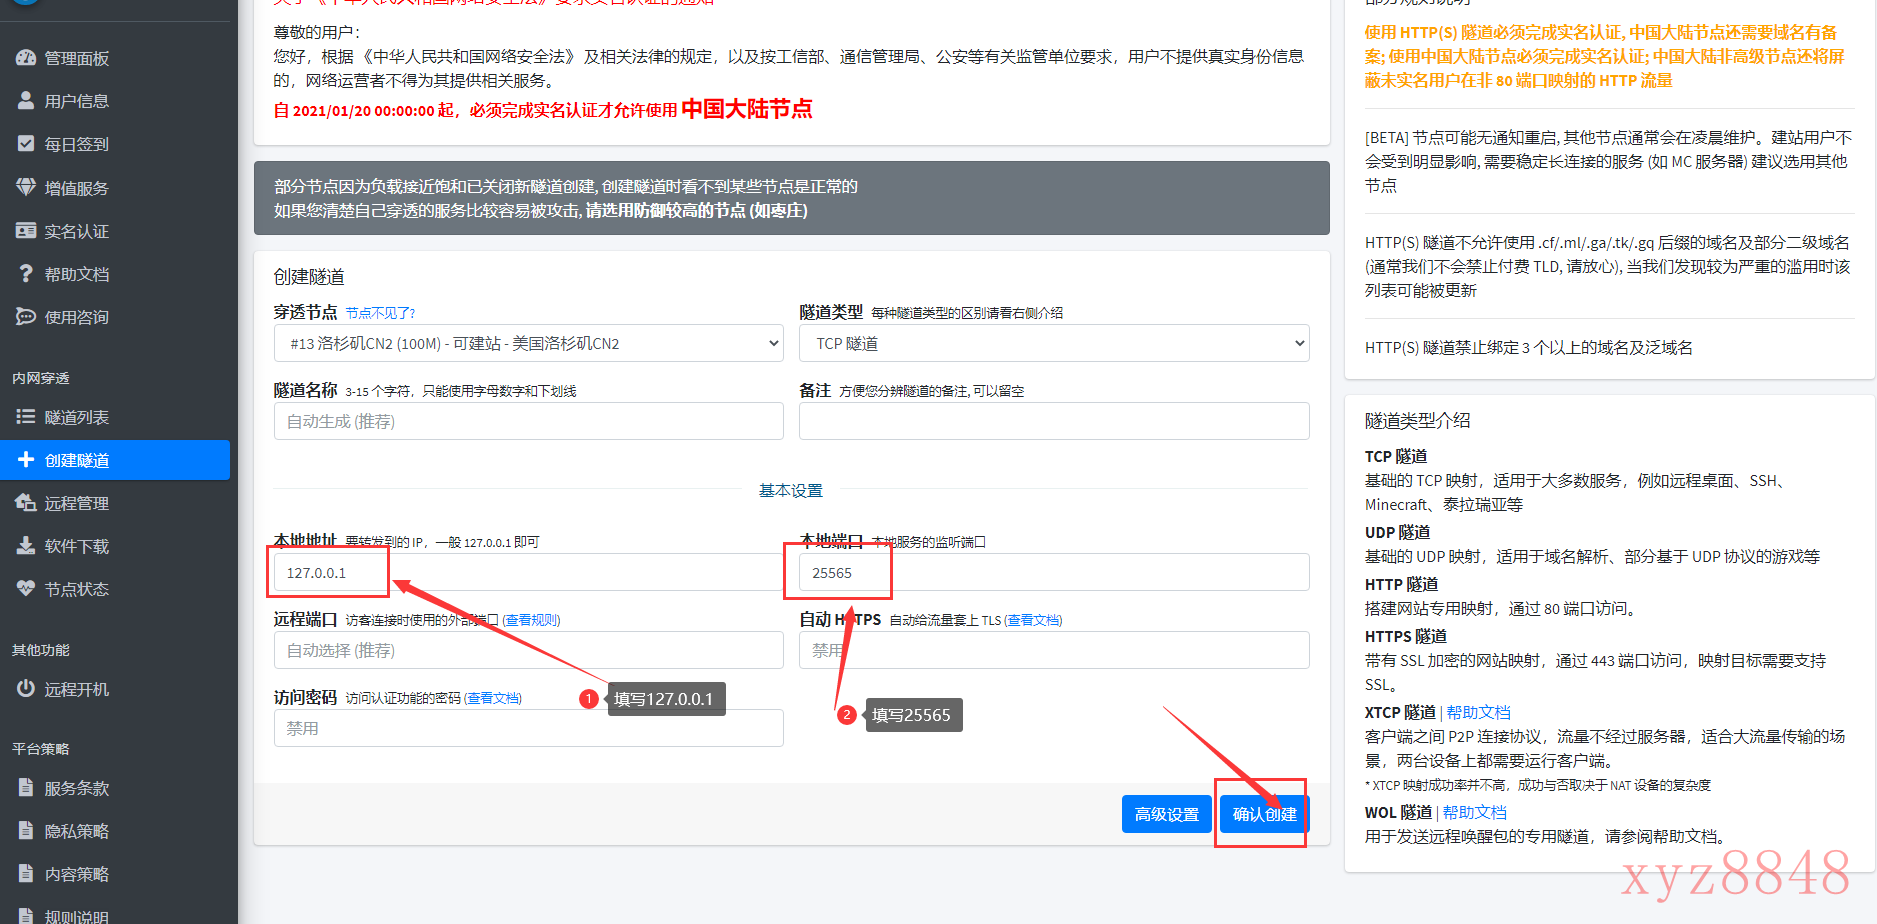 管理面板
用户信息
每日签到
增值服务
实名认证
帮助文档
使用咨询
内网穿透
隧道列表
创建隧道
远程管理
软件下载
节点状态
其他功能
远程开机
平台策略
服务条款
隐私策略
内容策略
规则说明
关于《中华人民共和国网络安全法》要求实名认证的通知
尊敬的用户：
您好，根据《中华人民共和国网络安全法》及相关法律的规定，以及按工信部、通信管理局、公安等有关监管单位要求，用户不提供真实身份信息
的，网络运营者不得为其提供相关服务。
自 2021/01/20 00:00:00 起，必须完成实名认证才允许使用 中国大陆节点
部分节点因为负载接近饱和已关闭新隧道创建, 创建隧道时看不到某些节点是正常的
如果您清楚自己穿透的服务比较容易被攻击, 请选用防御较高的节点 (如枣庄)
创建隧道
穿透节点 节点不见了?
#13 洛杉矶CN2 (100M) - 可建站 - 美国洛杉矶CN2
隧道类型 每种隧道类型的区别请看右侧介绍
TCP 隧道
隧道名称 3-15 个字符，只能使用字母数字和下划线
自动生成 (推荐)
备注 方便您分辨隧道的备注, 可以留空
基本设置
本地地址 要转发到的 IP，一般 127.0.0.1 即可
127.0.0.1
本地端口 本地服务的监听端口
25565
远程端口 访客连接时使用的外部端口 (查看规则)
自动选择 (推荐)
自动 HTTPS 自动给流量套上 TLS (查看文档)
禁用
访问密码 访问认证功能的密码 (查看文档)
禁用
1 填写127.0.0.1
2 填写25565
高级设置
确认创建
部分规则说明
使用 HTTP(S) 隧道必须完成实名认证, 中国大陆节点还需要域名有备
案; 使用中国大陆节点必须完成实名认证; 中国大陆非高级节点还将屏
蔽未实名用户在非 80 端口映射的 HTTP 流量
[BETA] 节点可能无通知重启, 其他节点通常会在凌晨维护。建站用户不
会受到明显影响, 需要稳定长连接的服务 (如 MC 服务器) 建议选用其他
节点
HTTP(S) 隧道不允许使用 .cf/.ml/.ga/.tk/.gq 后缀的域名及部分二级域名
(通常我们不会禁止付费 TLD, 请放心), 当我们发现较为严重的滥用时该
列表可能被更新
HTTP(S) 隧道禁止绑定 3 个以上的域名及泛域名
隧道类型介绍
TCP 隧道
基础的 TCP 映射，适用于大多数服务，例如远程桌面、SSH、
Minecraft、泰拉瑞亚等
UDP 隧道
基础的 UDP 映射，适用于域名解析、部分基于 UDP 协议的游戏等
HTTP 隧道
搭建网站专用映射，通过 80 端口访问。
HTTPS 隧道
带有 SSL 加密的网站映射，通过 443 端口访问，映射目标需要支持
SSL。
XTCP 隧道 | 帮助文档
客户端之间 P2P 连接协议，流量不经过服务器，适合大流量传输的场
景，两台设备上都需要运行客户端。
* XTCP 映射成功率并不高，成功与否取决于 NAT 设备的复杂度
WOL 隧道 | 帮助文档
用于发送远程唤醒包的专用隧道，请参阅帮助文档。
xyz8848